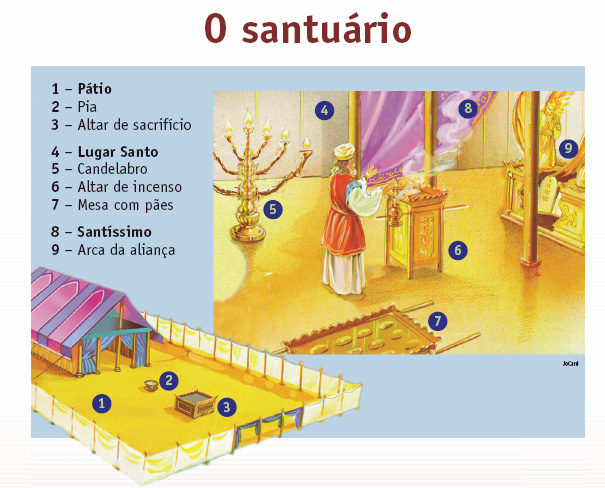 O santuário
1 – Pátio
2 – Pia
3 – Altar de sacrifício
4 – Lugar Santo
5 – Candelabro
6 – Altar de incenso
7 – Mesa com pães
8 – Santíssimo
9 – Arca da aliança
4
8
9
5
6
7
JoCard
2
1
3